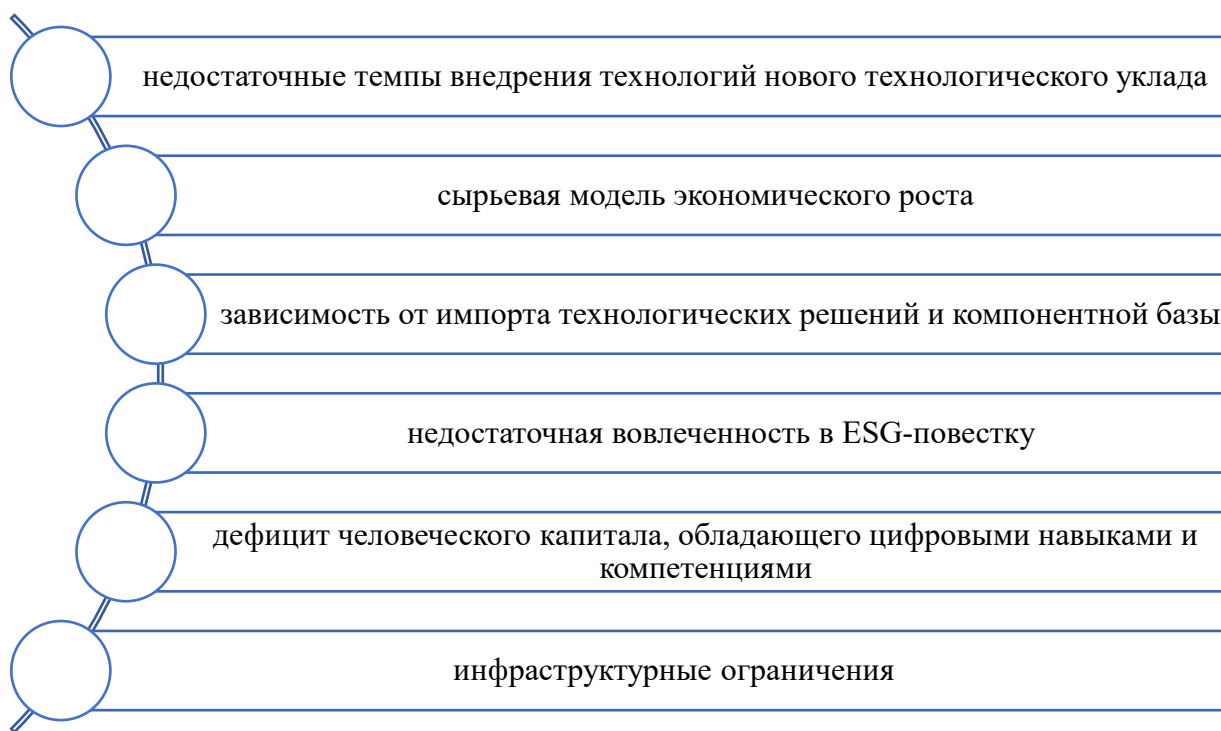 недостаточные темпы внедрения технологий нового технологического уклада
сырьевая модель экономического роста
зависимость от импорта технологических решений и компонентной базы
недостаточная вовлеченность в ESG-повестку
дефицит человеческого капитала, обладающего цифровыми навыками и
компетенциями
инфраструктурные ограничения